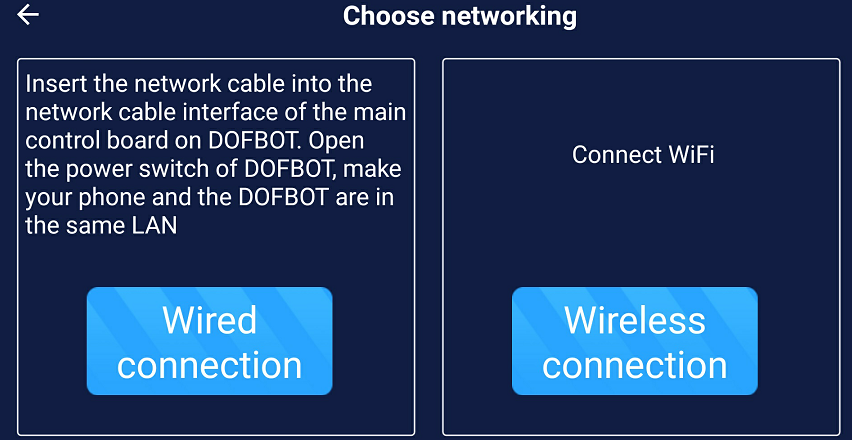 Choose networking
Insert the network cable into the
network cable interface of the main
control board on DOFBOT. Open
the power switch of DOFBOT, make
your phone and the DOFBOT are in
the same LAN
Wired
connection
Connect WiFi
Wireless
connection